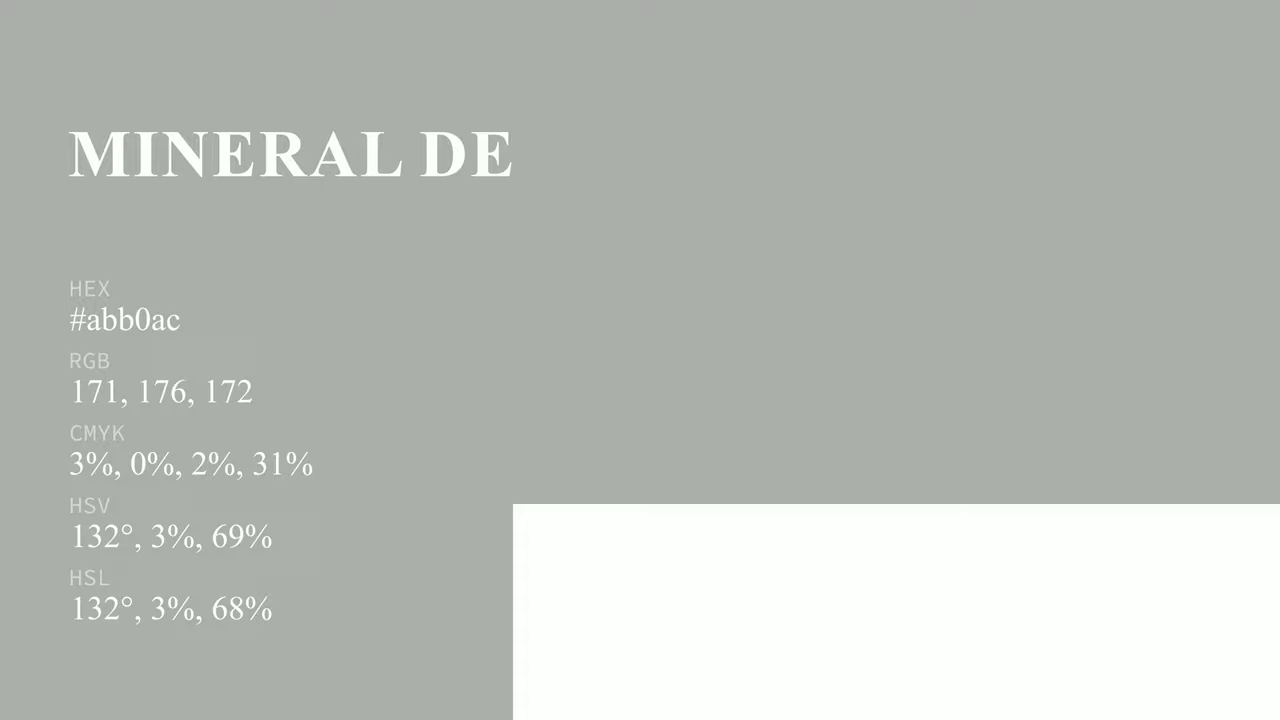 MINERAL DE
HEX
#abb0ac
RGB
171, 176, 172
CMYK
3%, 0%, 2%, 31%
HSV
132°, 3%, 69%
HSL
132°, 3%, 68%